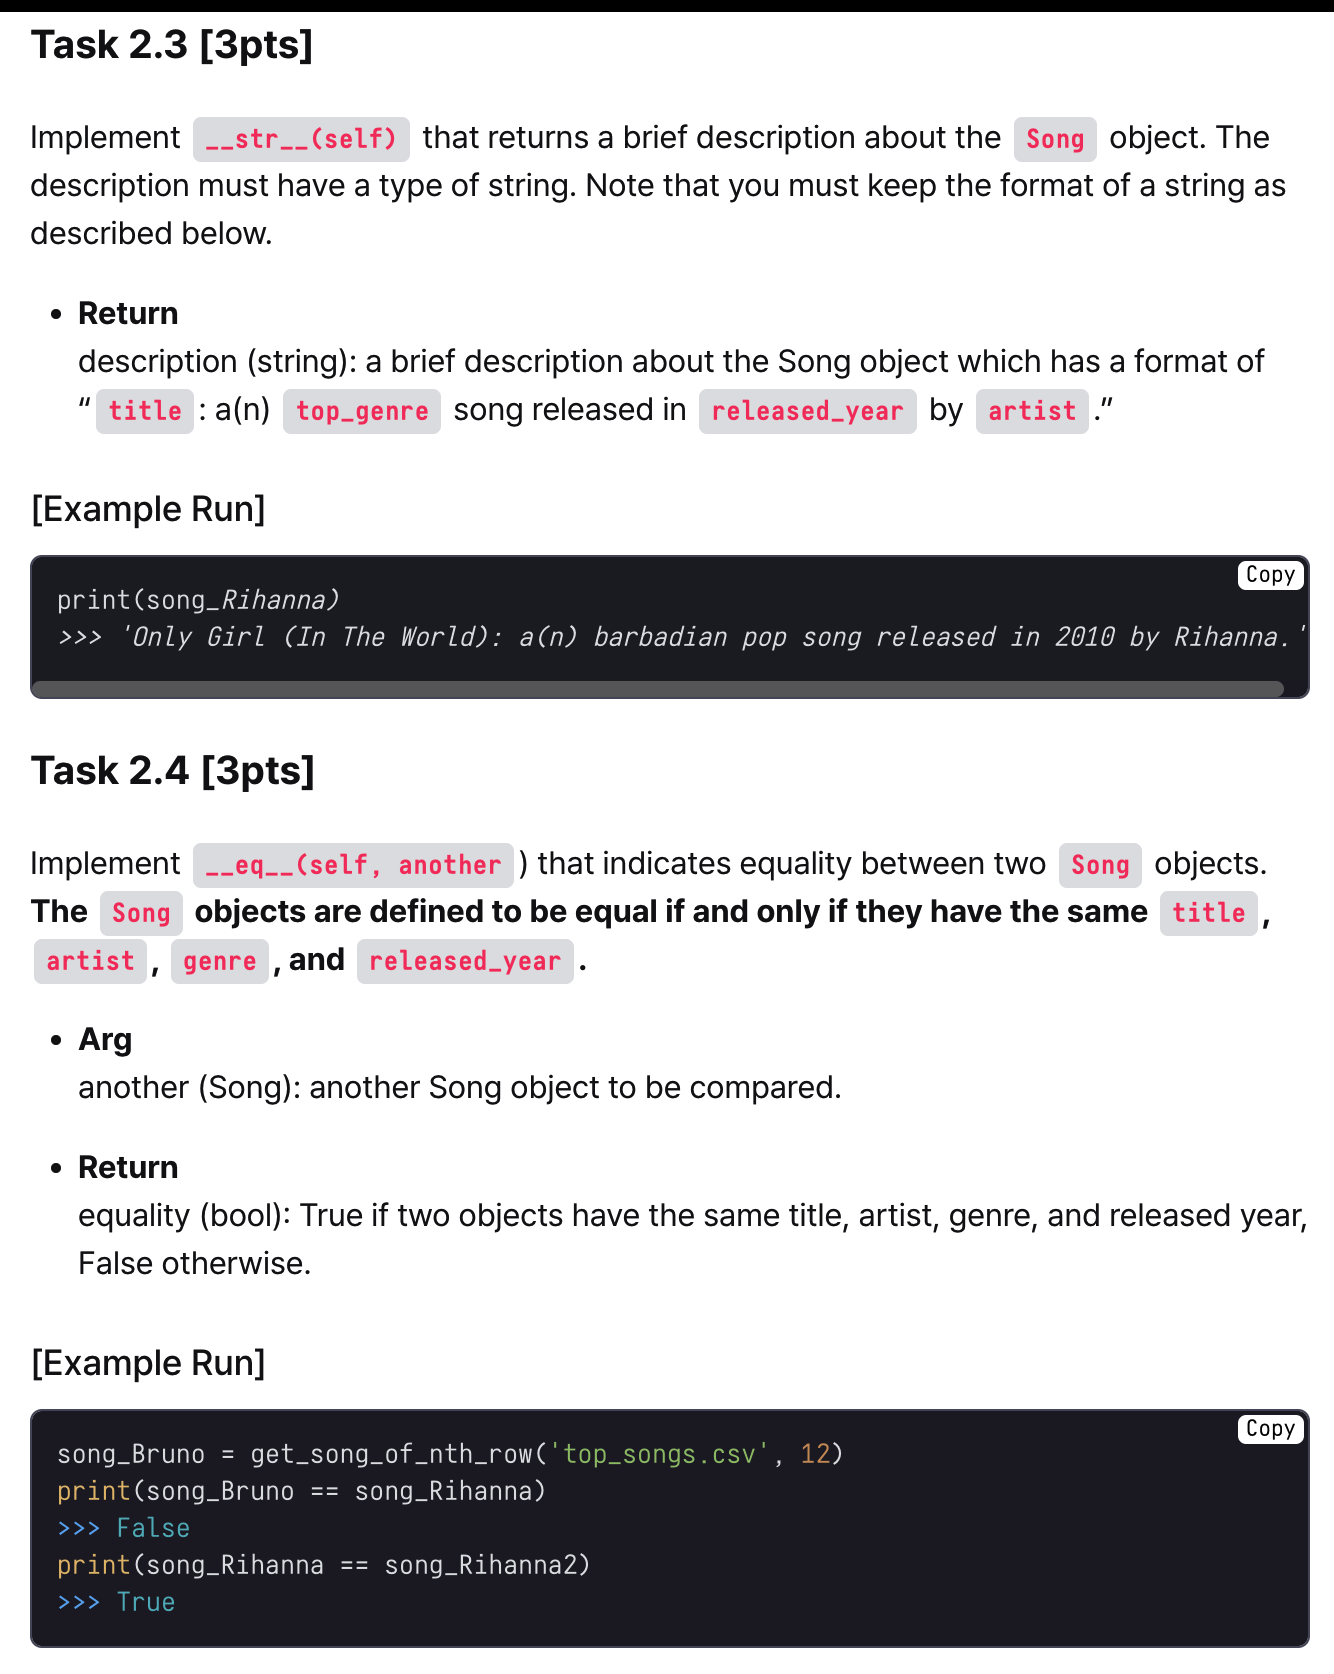 Task 2.3 [3pts]
Implement __str__(self) that returns a brief description about the Song object. The
description must have a type of string. Note that you must keep the format of a string as
described below.
• Return
description (string): a brief description about the Song object which has a format of
“ title : a(n) top_genre song released in released_year by artist .”
[Example Run]
Copy
print(song_Rihanna)
>>> 'Only Girl (In The World): a(n) barbadian pop song released in 2010 by Rihanna.'
Task 2.4 [3pts]
Implement __eq__(self, another ) that indicates equality between two Song objects.
The Song objects are defined to be equal if and only if they have the same title ,
artist , genre , and released_year .
• Arg
another (Song): another Song object to be compared.
• Return
equality (bool): True if two objects have the same title, artist, genre, and released year,
False otherwise.
[Example Run]
Copy
song_Bruno = get_song_of_nth_row('top_songs.csv', 12)
print(song_Bruno == song_Rihanna)
>>> False
print(song_Rihanna == song_Rihanna2)
>>> True